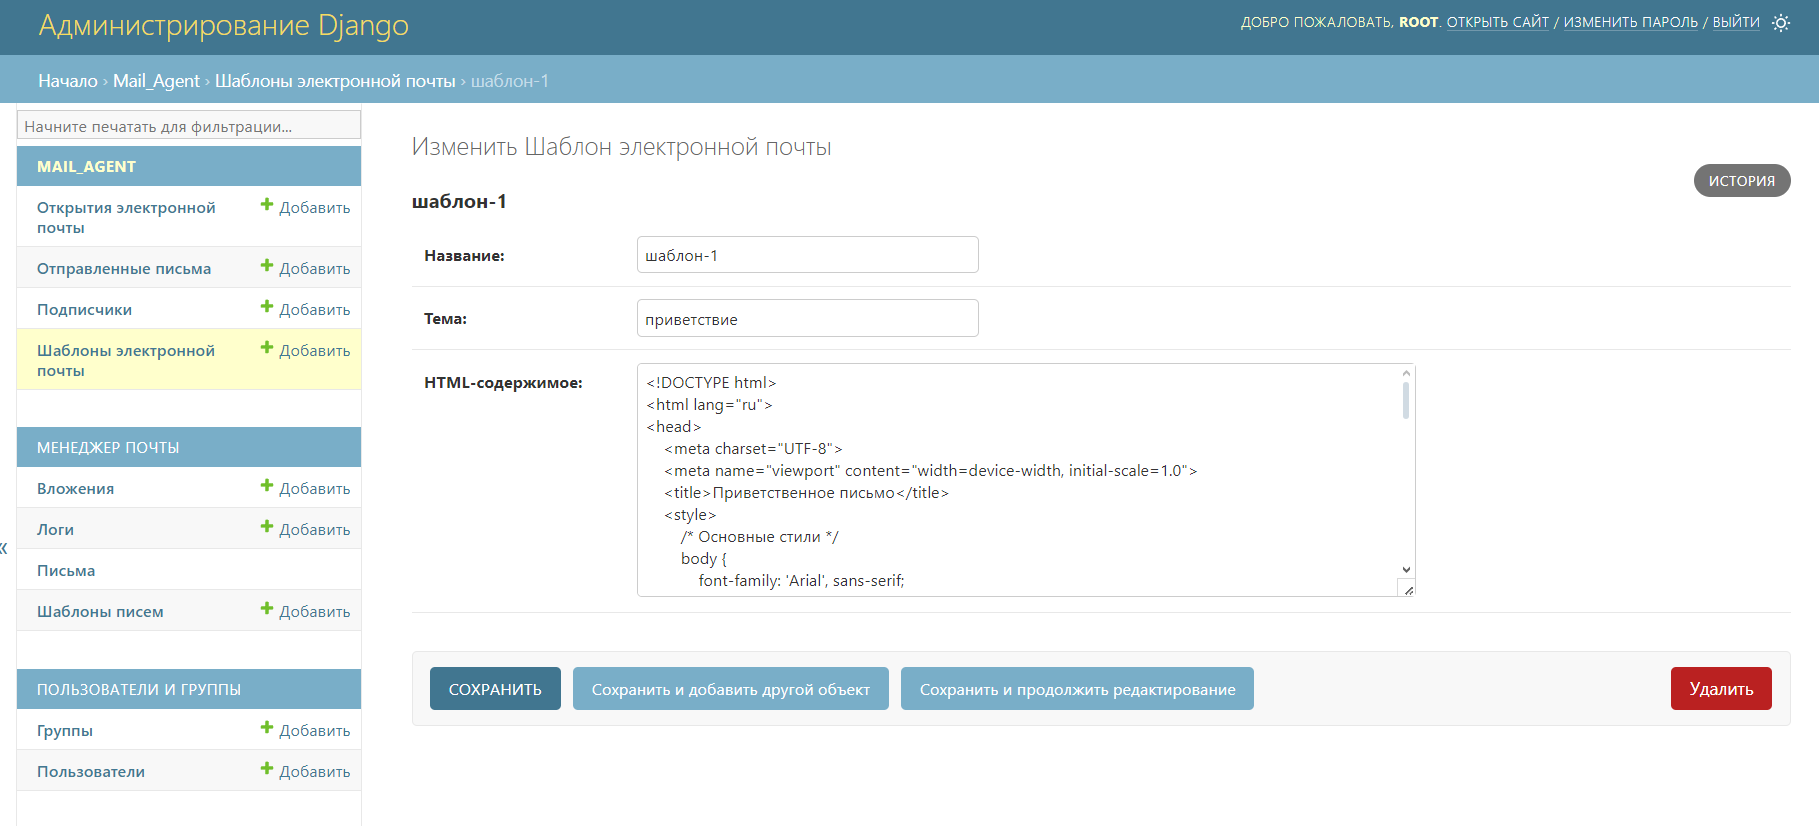 Администрирование Django
ДОБРО ПОЖАЛОВАТЬ, ROOT. ОТКРЫТЬ САЙТ / ИЗМЕНИТЬ ПАРОЛЬ / ВЫЙТИ
Начало › Mail_Agent › Шаблоны электронной почты › шаблон-1
Начните печатать для фильтрации...
MAIL_AGENT
Открытия электронной
почты
Добавить
Отправленные письма
Добавить
Подписчики
Добавить
Шаблоны электронной
почты
Добавить
МЕНЕДЖЕР ПОЧТЫ
Вложения
Добавить
Логи
Добавить
Письма
Шаблоны писем
Добавить
ПОЛЬЗОВАТЕЛИ И ГРУППЫ
Группы
Добавить
Пользователи
Добавить
«
Изменить Шаблон электронной почты
ИСТОРИЯ
шаблон-1
Название:
шаблон-1
Тема:
приветствие
HTML-содержимое:
<!DOCTYPE html>
<html lang="ru">
<head>
<meta charset="UTF-8">
<meta name="viewport" content="width=device-width, initial-scale=1.0">
<title>Приветственное письмо</title>
<style>
/* Основные стили */
body {
font-family: 'Arial', sans-serif;
СОХРАНИТЬ
Сохранить и добавить другой объект
Сохранить и продолжить редактирование
Удалить